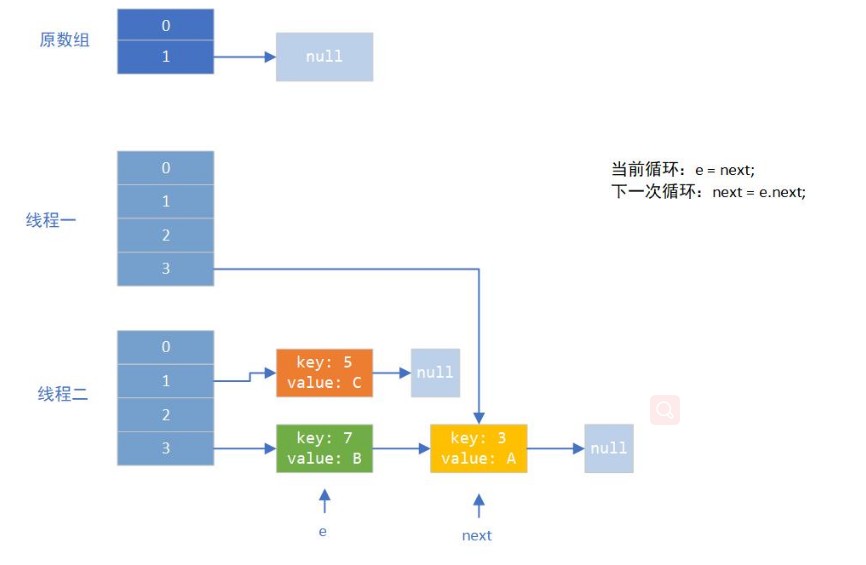 原数组
0
1
null
当前循环：e = next;
下一次循环：next = e.next;
线程一
0
1
2
3
线程二
0
1
2
3
key: 5
value: C
null
key: 7
value: B
key: 3
value: A
null
e
next